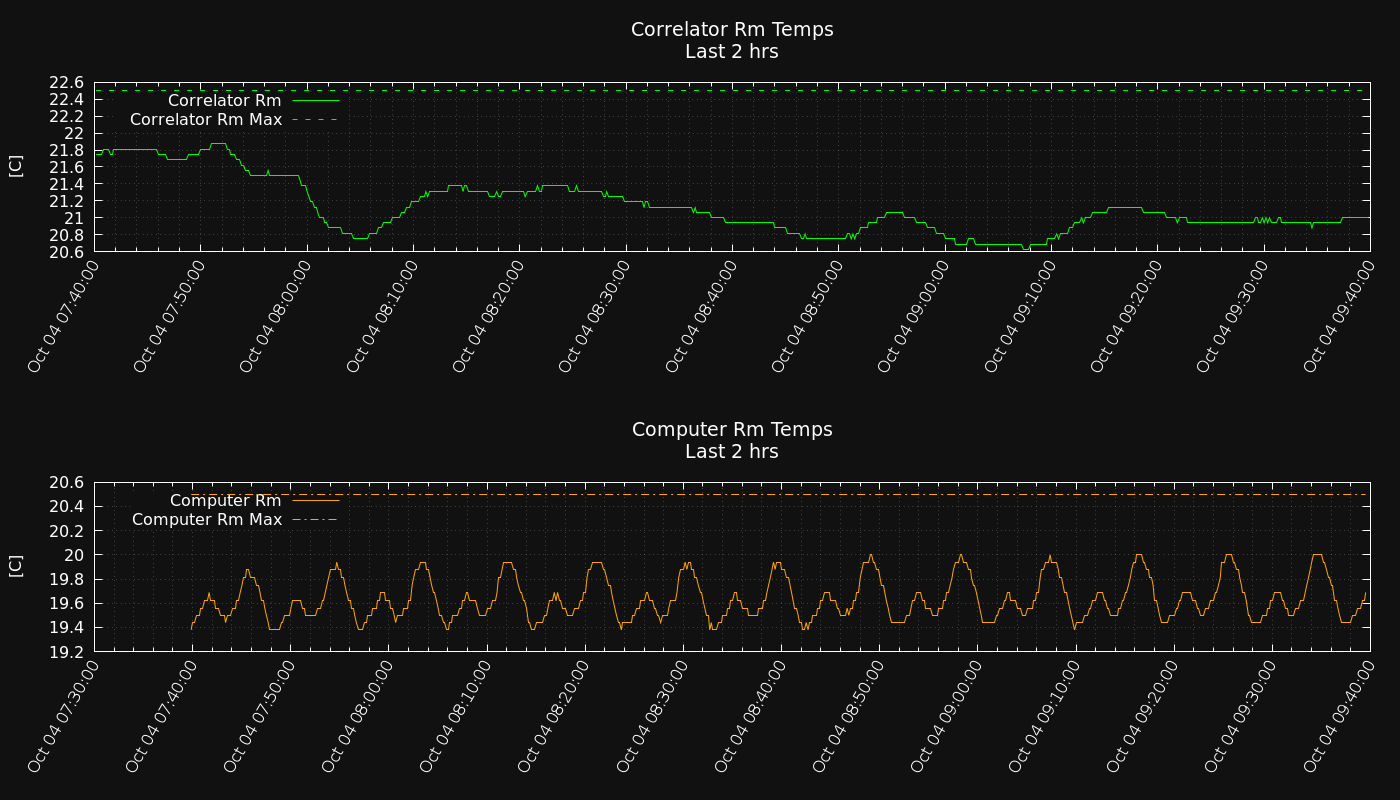 Correlator Rm Temps
Last 2 hrs
[C]
22.6
22.4
22.2
22
21.8
21.6
21.4
21.2
21
20.8
20.6
Correlator Rm
Correlator Rm Max
Oct 04 07:40:00
Oct 04 07:50:00
Oct 04 08:00:00
Oct 04 08:10:00
Oct 04 08:20:00
Oct 04 08:30:00
Oct 04 08:40:00
Oct 04 08:50:00
Oct 04 09:00:00
Oct 04 09:10:00
Oct 04 09:20:00
Oct 04 09:30:00
Oct 04 09:40:00
Computer Rm Temps
Last 2 hrs
[C]
20.6
20.4
20.2
20
19.8
19.6
19.4
19.2
Computer Rm
Computer Rm Max
Oct 04 07:30:00
Oct 04 07:40:00
Oct 04 07:50:00
Oct 04 08:00:00
Oct 04 08:10:00
Oct 04 08:20:00
Oct 04 08:30:00
Oct 04 08:40:00
Oct 04 08:50:00
Oct 04 09:00:00
Oct 04 09:10:00
Oct 04 09:20:00
Oct 04 09:30:00
Oct 04 09:40:00